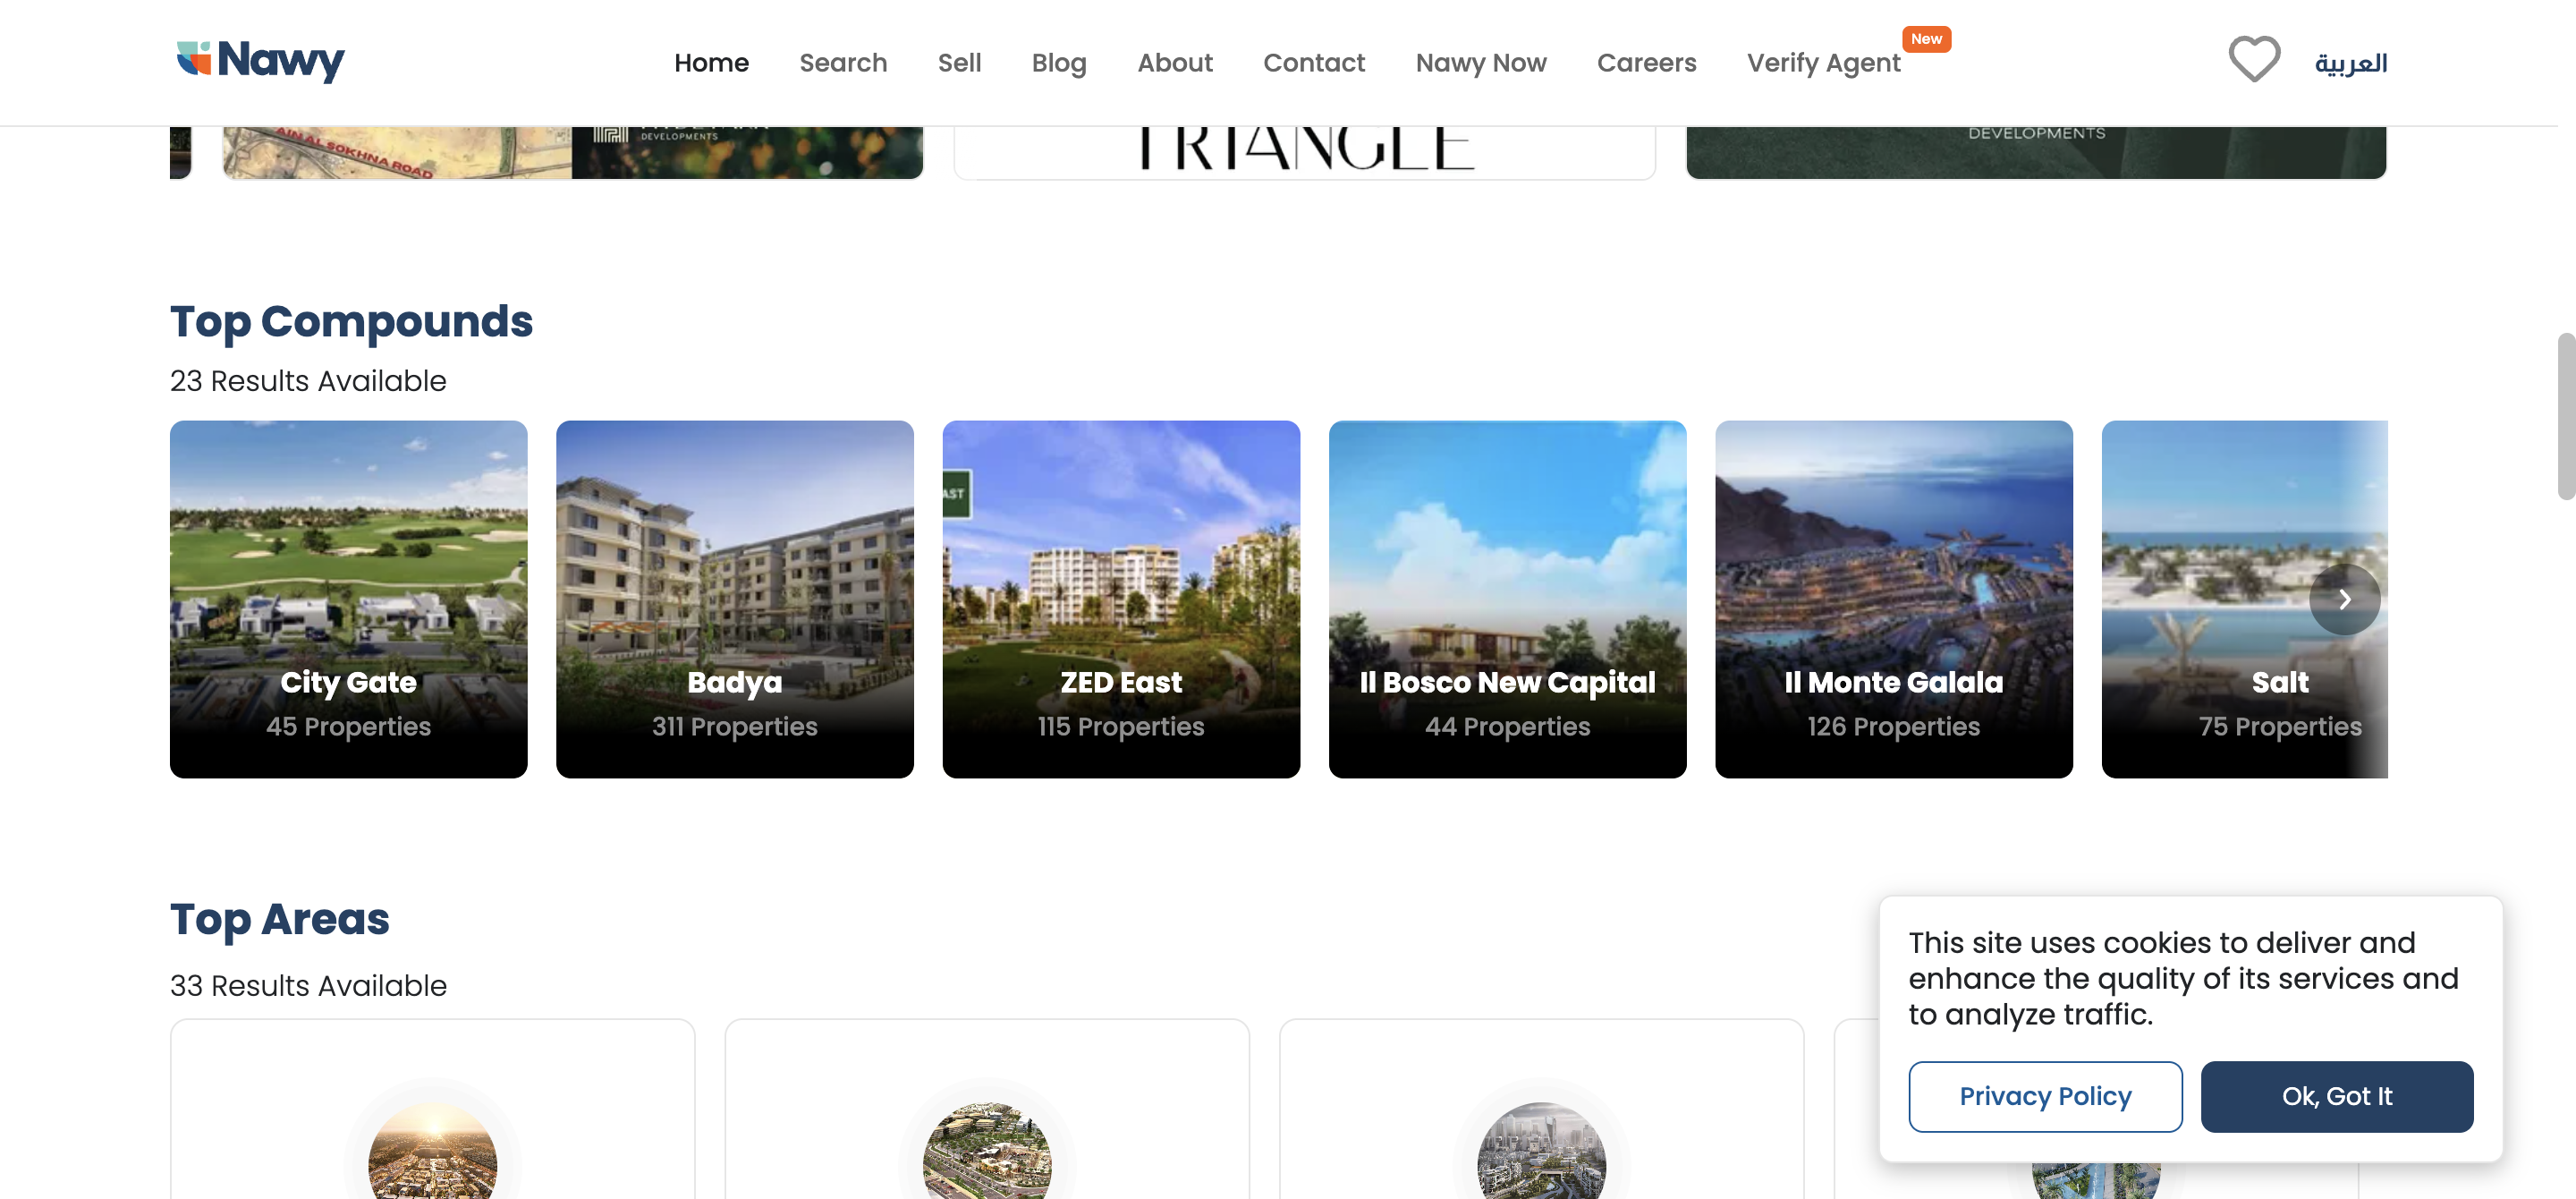 Nawy
Home
Search
Sell
Blog
About
Contact
Nawy Now
Careers
Verify Agent
New
العربية
AIN AL SOKHNA ROAD
DEVELOPMENTS
TRIANGLE
DEVELOPMENTS
Top Compounds
23 Results Available
AST
City Gate
45 Properties
Badya
311 Properties
ZED East
115 Properties
Il Bosco New Capital
44 Properties
Il Monte Galala
126 Properties
Salt
75 Properties
Top Areas
33 Results Available
This site uses cookies to deliver and
enhance the quality of its services and
to analyze traffic.
Privacy Policy
Ok, Got It